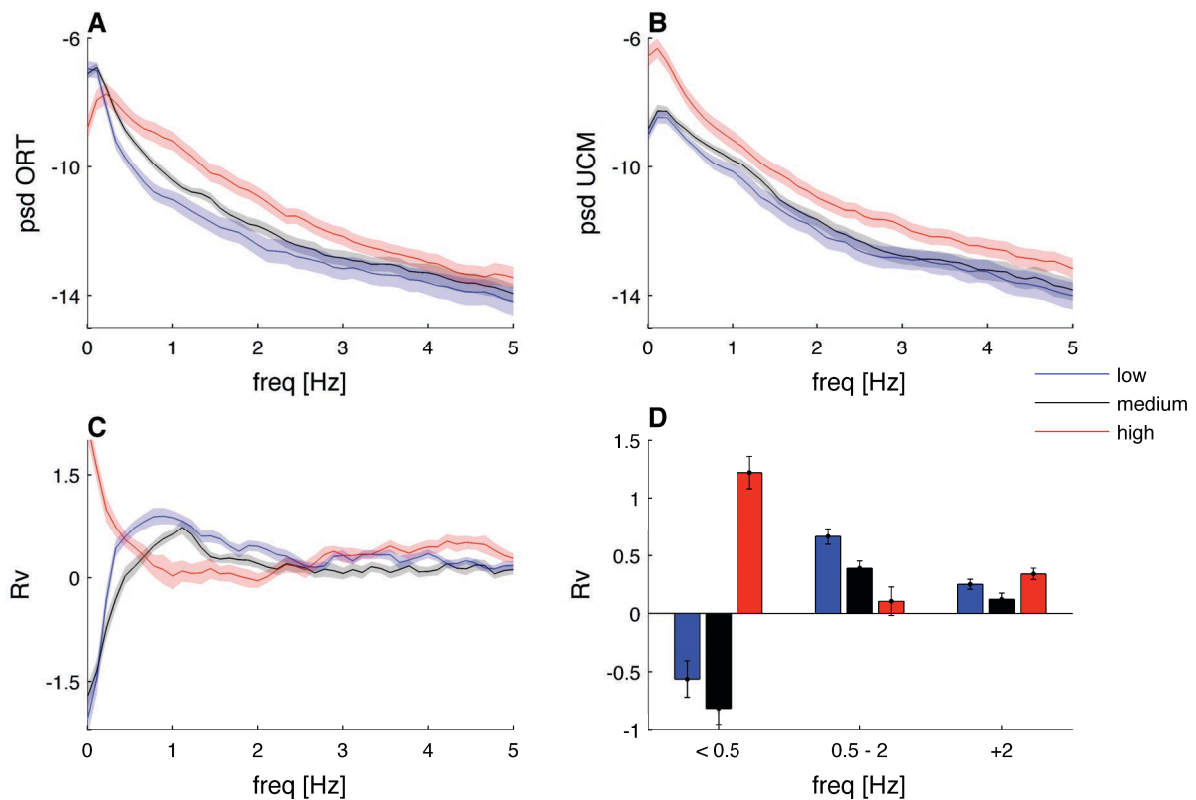 A
-6
-10
-14
psd ORT
0 1 2 3 4 5
freq [Hz]
B
-6
-10
-14
psd UCM
0 1 2 3 4 5
freq [Hz]
low
medium
high
C
1.5
0
-1.5
Rv
0 1 2 3 4 5
freq [Hz]
D
1.5
1
0.5
0
-0.5
-1
Rv
< 0.5 0.5 - 2 +2
freq [Hz]